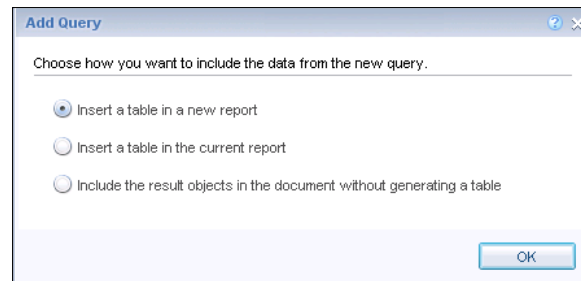 Add Query
?
Choose how you want to include the data from the new query.
Insert a table in a new report
Insert a table in the current report
Include the result objects in the document without generating a table
OK